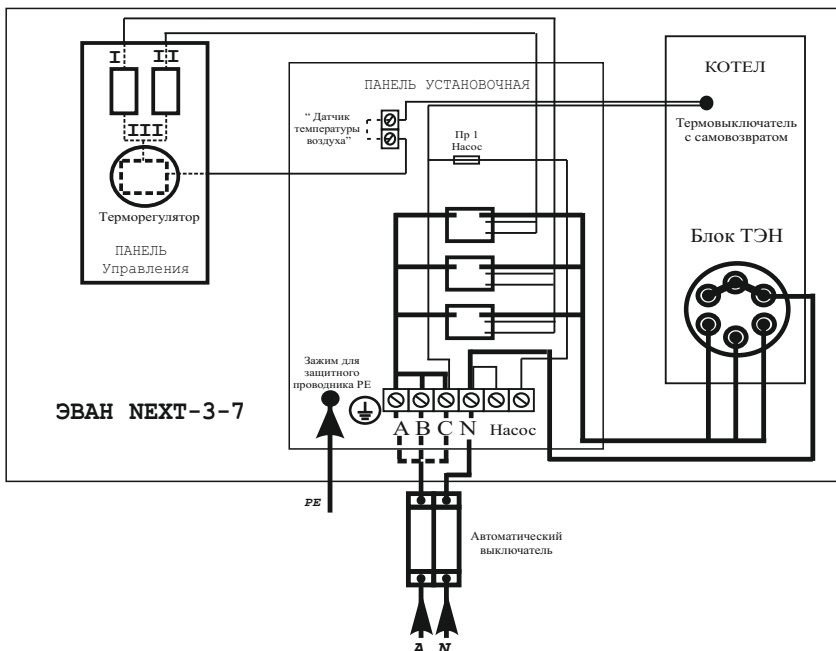 I
II
III
Терморегулятор
ПАНЕЛЬ
Управления
ПАНЕЛЬ УСТАНОВОЧНАЯ
“ Датчик
температуры
воздуха”
Пр 1
Насос
КОТЕЛ
Термовыключатель
с самовозвратом
Блок ТЭН
Зажим для
защитного
проводника PE
ЭВАН NEXT-3-7
A B C N Насос
PE
Автоматический
выключатель
A N